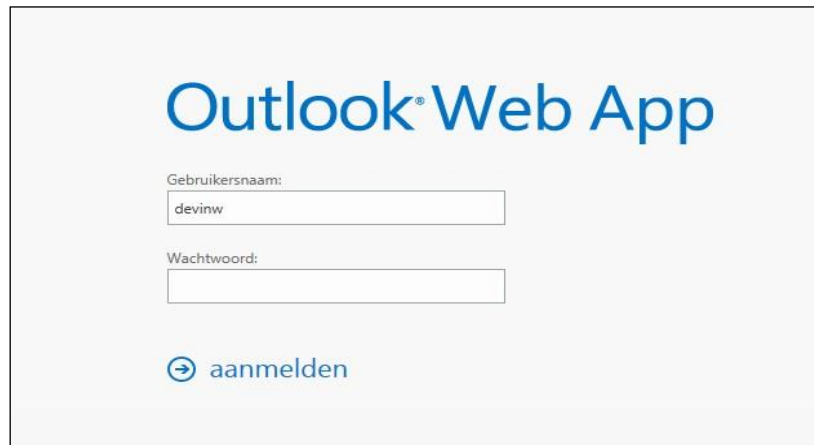 Outlook® Web App
Gebruikersnaam:
devinw
Wachtwoord:
aanmelden